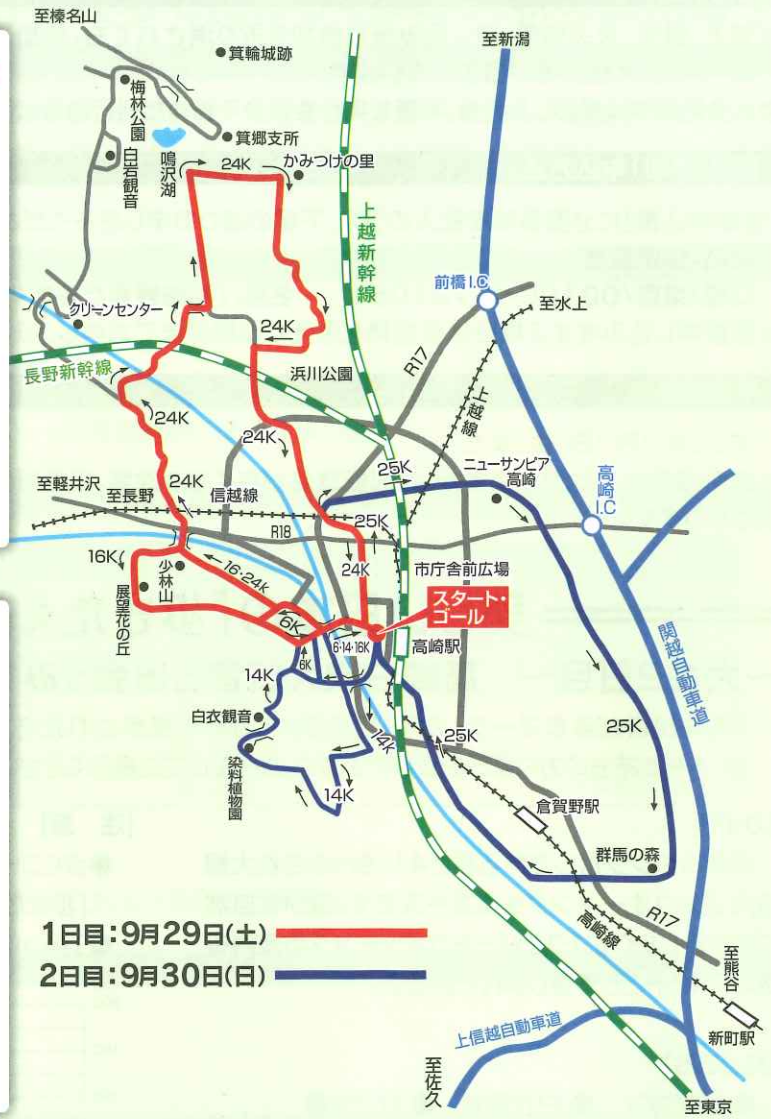 至榛名山
箕輪城跡
至新潟
梅林公園
箕郷支所
白岩観音
鳴沢湖
24K
かみつけの里
上越新幹線
前橋I.C
至水上
クリーンセンター
24K
R17
長野新幹線
浜川公園
上越線
24K
24K
25K
ニューサンピア
高崎
至軽井沢
至長野
24K
信越線
高崎
I.C
R18
25K
16K
少林山
24K
市庁舎前広場
16・24K
展望花の丘
スタート・
ゴール
6K
6・14・16K
高崎駅
関越自動車道
6K
14K
白衣観音
14K
25K
25K
染料植物園
14K
倉賀野駅
群馬の森
1日目:9月29日(土)
R17
高崎線
2日目:9月30日(日)
至熊谷
新町駅
上信越自動車道
至佐久
至東京